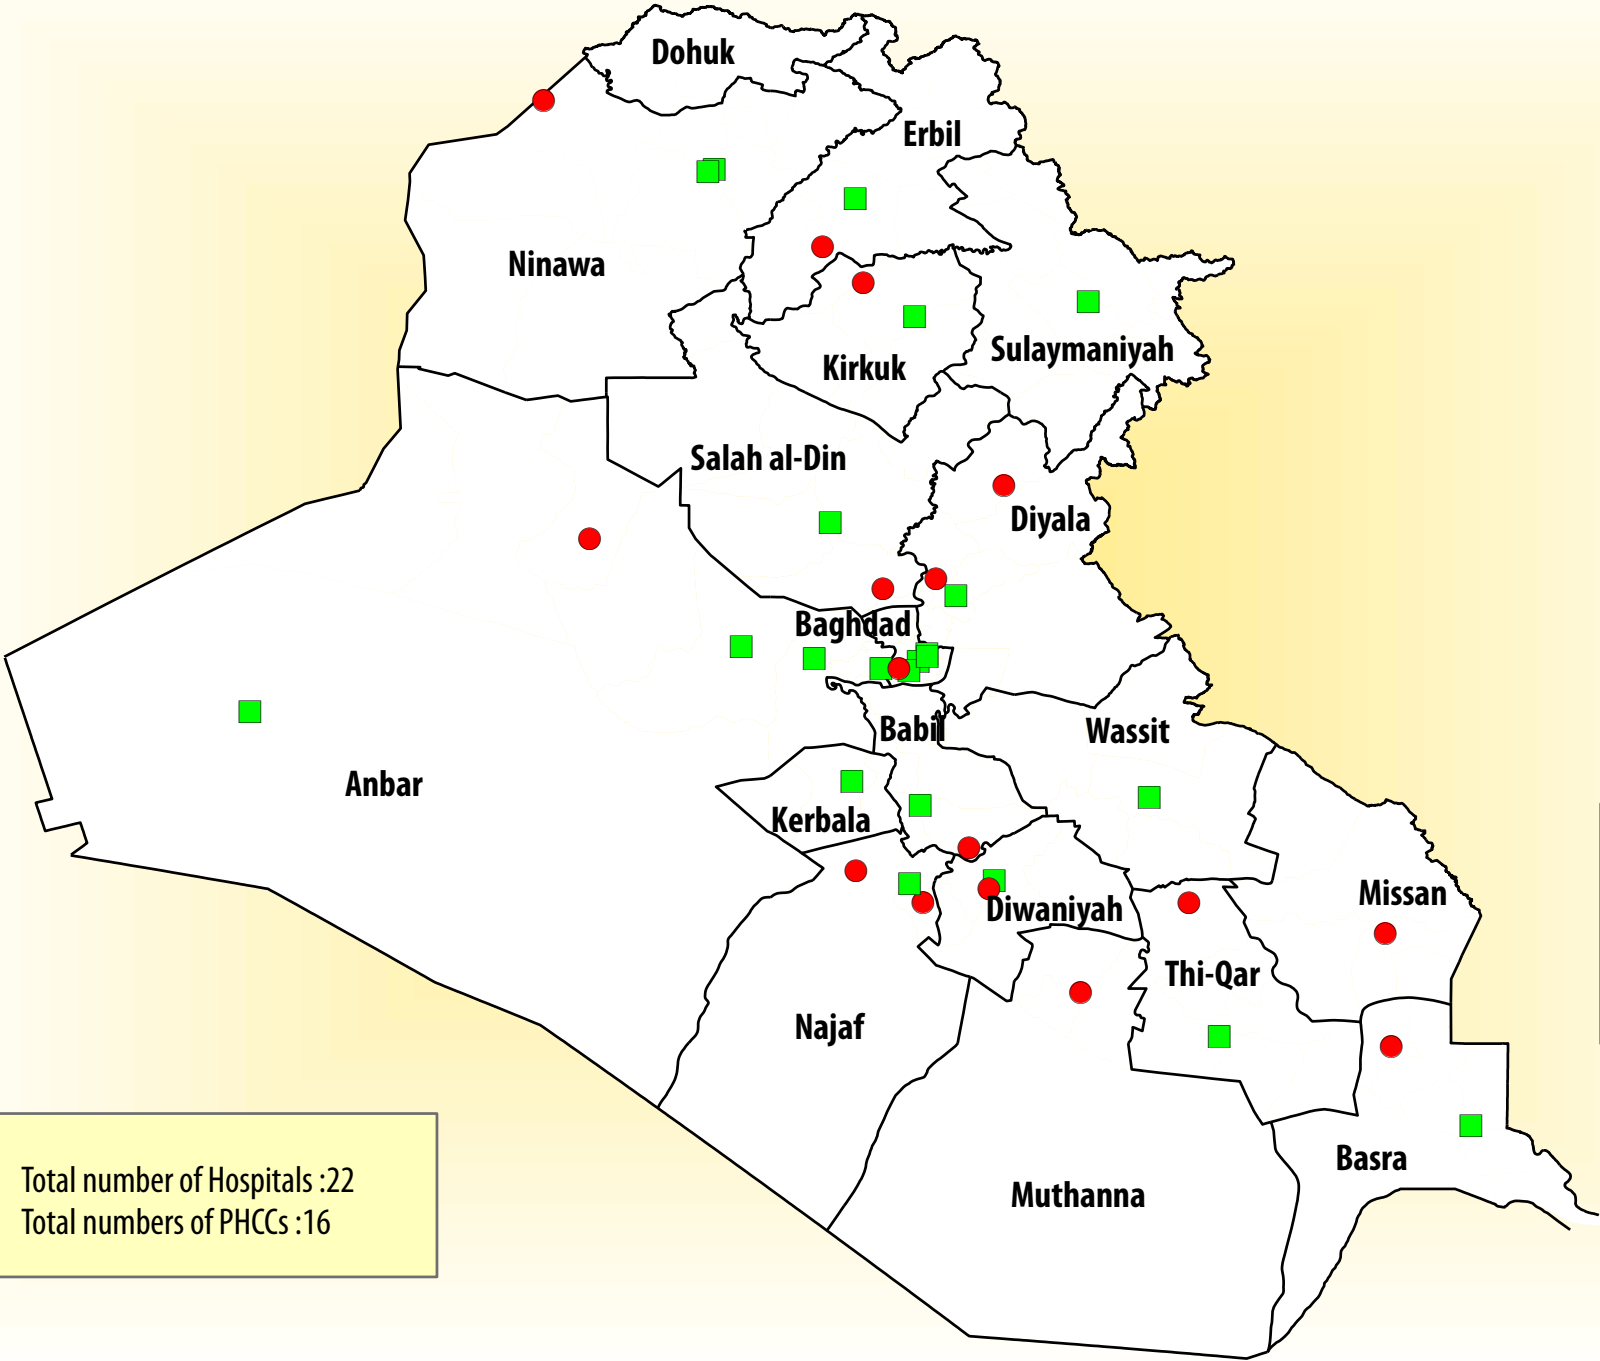 Dohuk
Erbil
Ninawa
Sulaymaniyah
Kirkuk
Salah al-Din
Diyala
Baghdad
Babil
Wassit
Anbar
Kerbala
Missan
Diwaniyah
Thi-Qar
Najaf
Basra
Muthanna
Total number of Hospitals :22
Total numbers of PHCCs :16